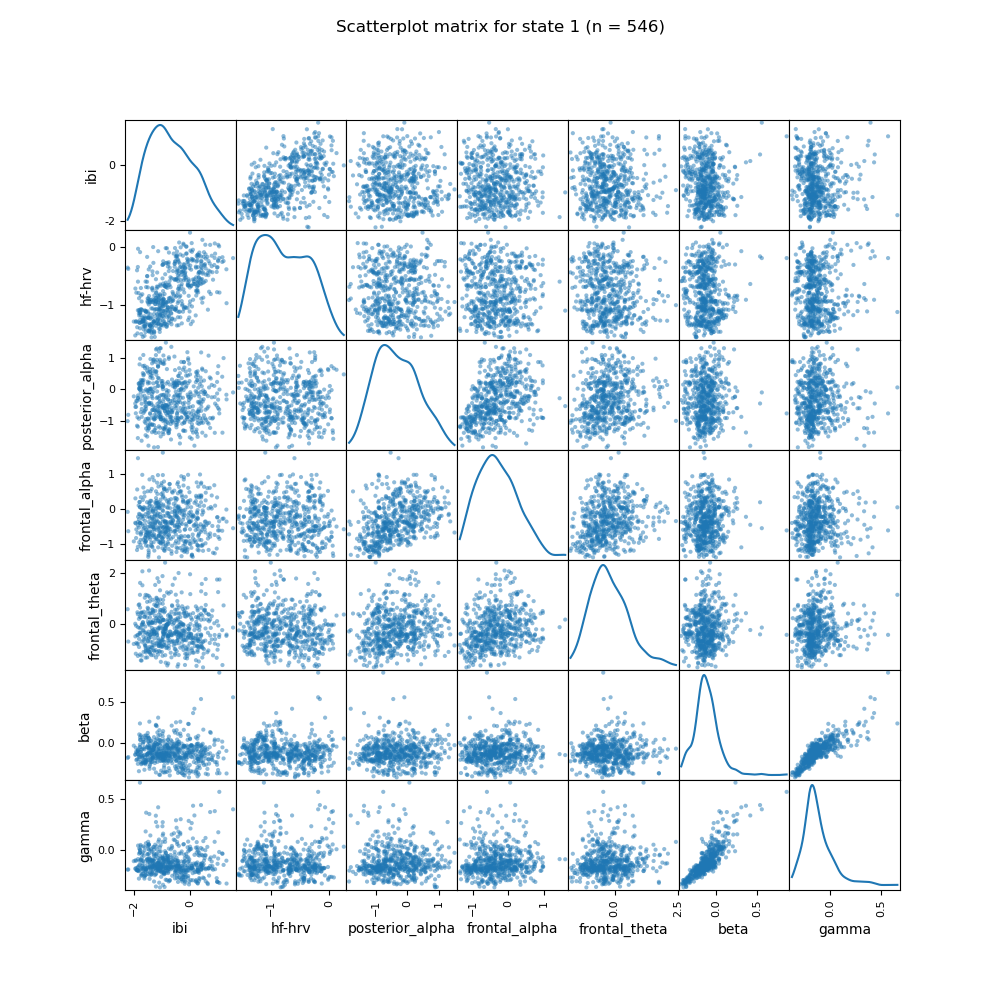 Scatterplot matrix for state 1 (n = 546)
ibi
0
−2
hf-hrv
0
−1
posterior_alpha
1
0
−1
frontal_alpha
1
0
−1
frontal_theta
2
0
beta
0.5
0.0
gamma
0.5
0.0
−2 0 −1 0 −1 0 1 −1 0 1 0.0 2.5 0.0 0.5 0.0 0.5
ibi hf-hrv posterior_alpha frontal_alpha frontal_theta beta gamma